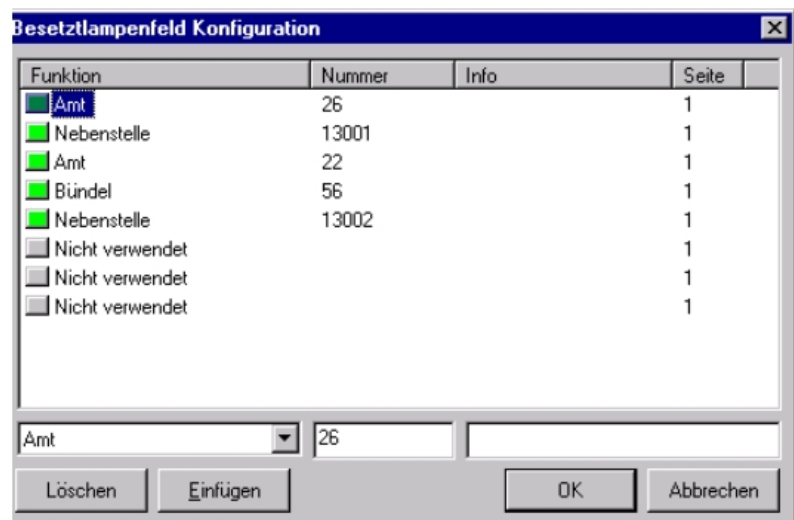 Besetztlampenfeld Konfiguration
Funktion Nummer Info Seite
Amt 26 1
Nebenstelle 13001 1
Amt 22 1
Bündel 56 1
Nebenstelle 13002 1
Nicht verwendet 1
Nicht verwendet 1
Nicht verwendet 1
Amt 26
Löschen Einfügen OK Abbrechen